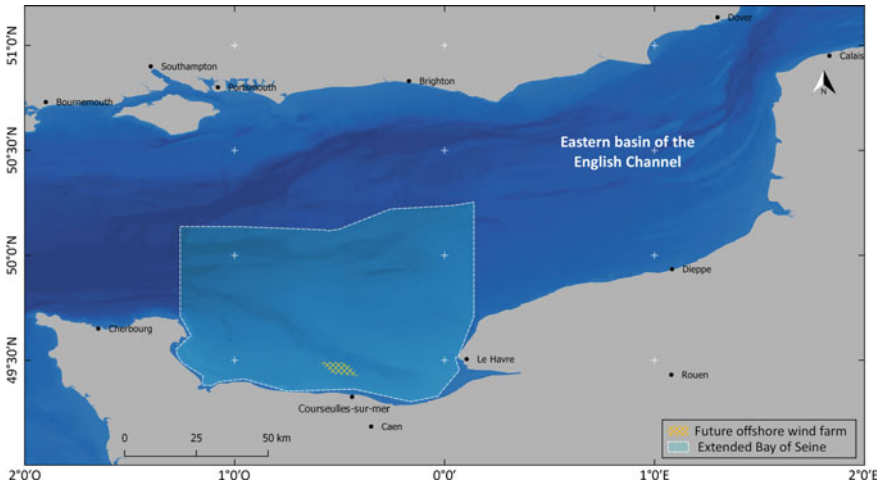 Dover
51°0'N
Southampton
Calais
Portsmouth
Brighton
N
Bournemouth
Eastern basin of the
English Channel
50°30'N
50°0'N
Dieppe
Cherbourg
49°30'N
Le Havre
Rouen
Courseulles-sur-mer
Caen
0 25 50 km
Future offshore wind farm
Extended Bay of Seine
2°0'O 1°0'O 0°0' 1°0'E 2°0'E